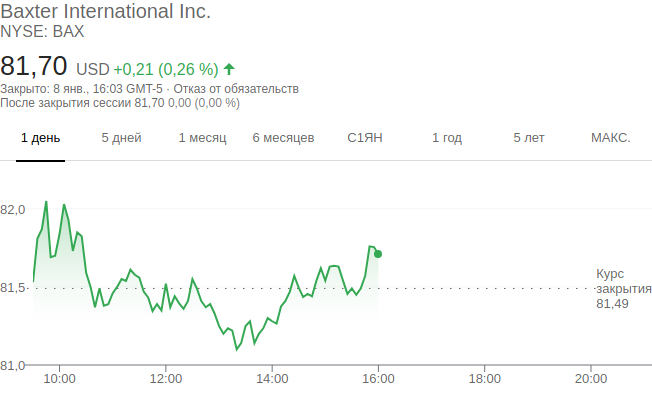 Baxter International Inc.
NYSE: BAX
81,70 USD +0,21 (0,26 %)
Закрыто: 8 янв., 16:03 GMT-5 · Отказ от обязательств
После закрытия сессии 81,70 0,00 (0,00 %)
1 день 5 дней 1 месяц 6 месяцев С1ЯН 1 год 5 лет МАКС.
82,0
81,5
81,0
Курс
закрытия
81,49
10:00 12:00 14:00 16:00 18:00 20:00